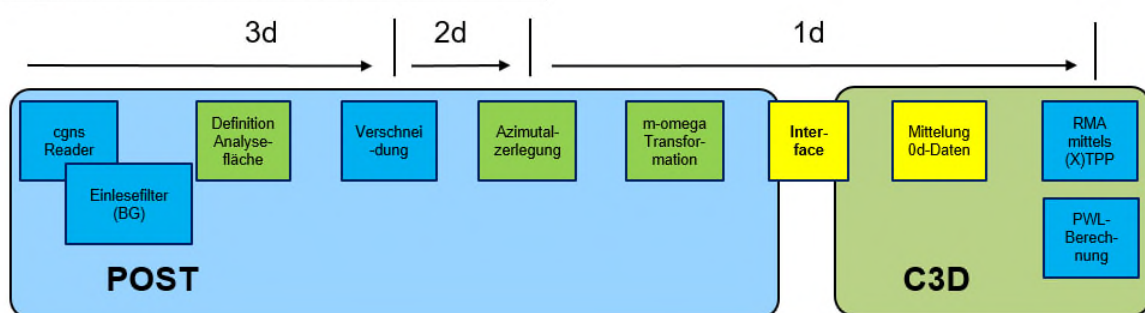 3d
2d
1d
cgns
Reader
Einlesefilter
(BG)
Definition
Analyse-
fläche
Verschnei
-dung
Azimutal-
zerlegung
m-omega
Transfor-
mation
Inter-
face
Mittelung
0d-Daten
RMA
mittels
(X)TPP
PWL-
Berech-
nung
POST
C3D